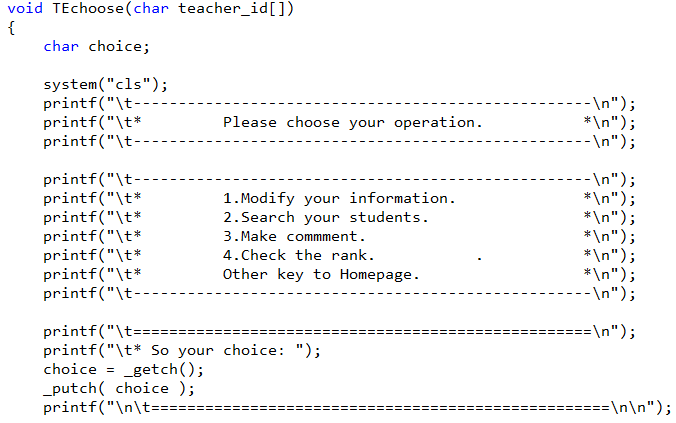 void TEchoose(char teacher_id[])
{
    char choice;

    system("cls");
    printf("\t---------------------------------------------------\n");
    printf("\t*         Please choose your operation.           *\n");
    printf("\t---------------------------------------------------\n");

    printf("\t---------------------------------------------------\n");
    printf("\t*         1.Modify your information.              *\n");
    printf("\t*         2.Search your students.                 *\n");
    printf("\t*         3.Make commment.                        *\n");
    printf("\t*         4.Check the rank.           .           *\n");
    printf("\t*         Other key to Homepage.                  *\n");
    printf("\t---------------------------------------------------\n");

    printf("\t===================================================\n");
    printf("\t* So your choice: ");
    choice = _getch();
    _putch( choice );
    printf("\n\t===================================================\n\n");